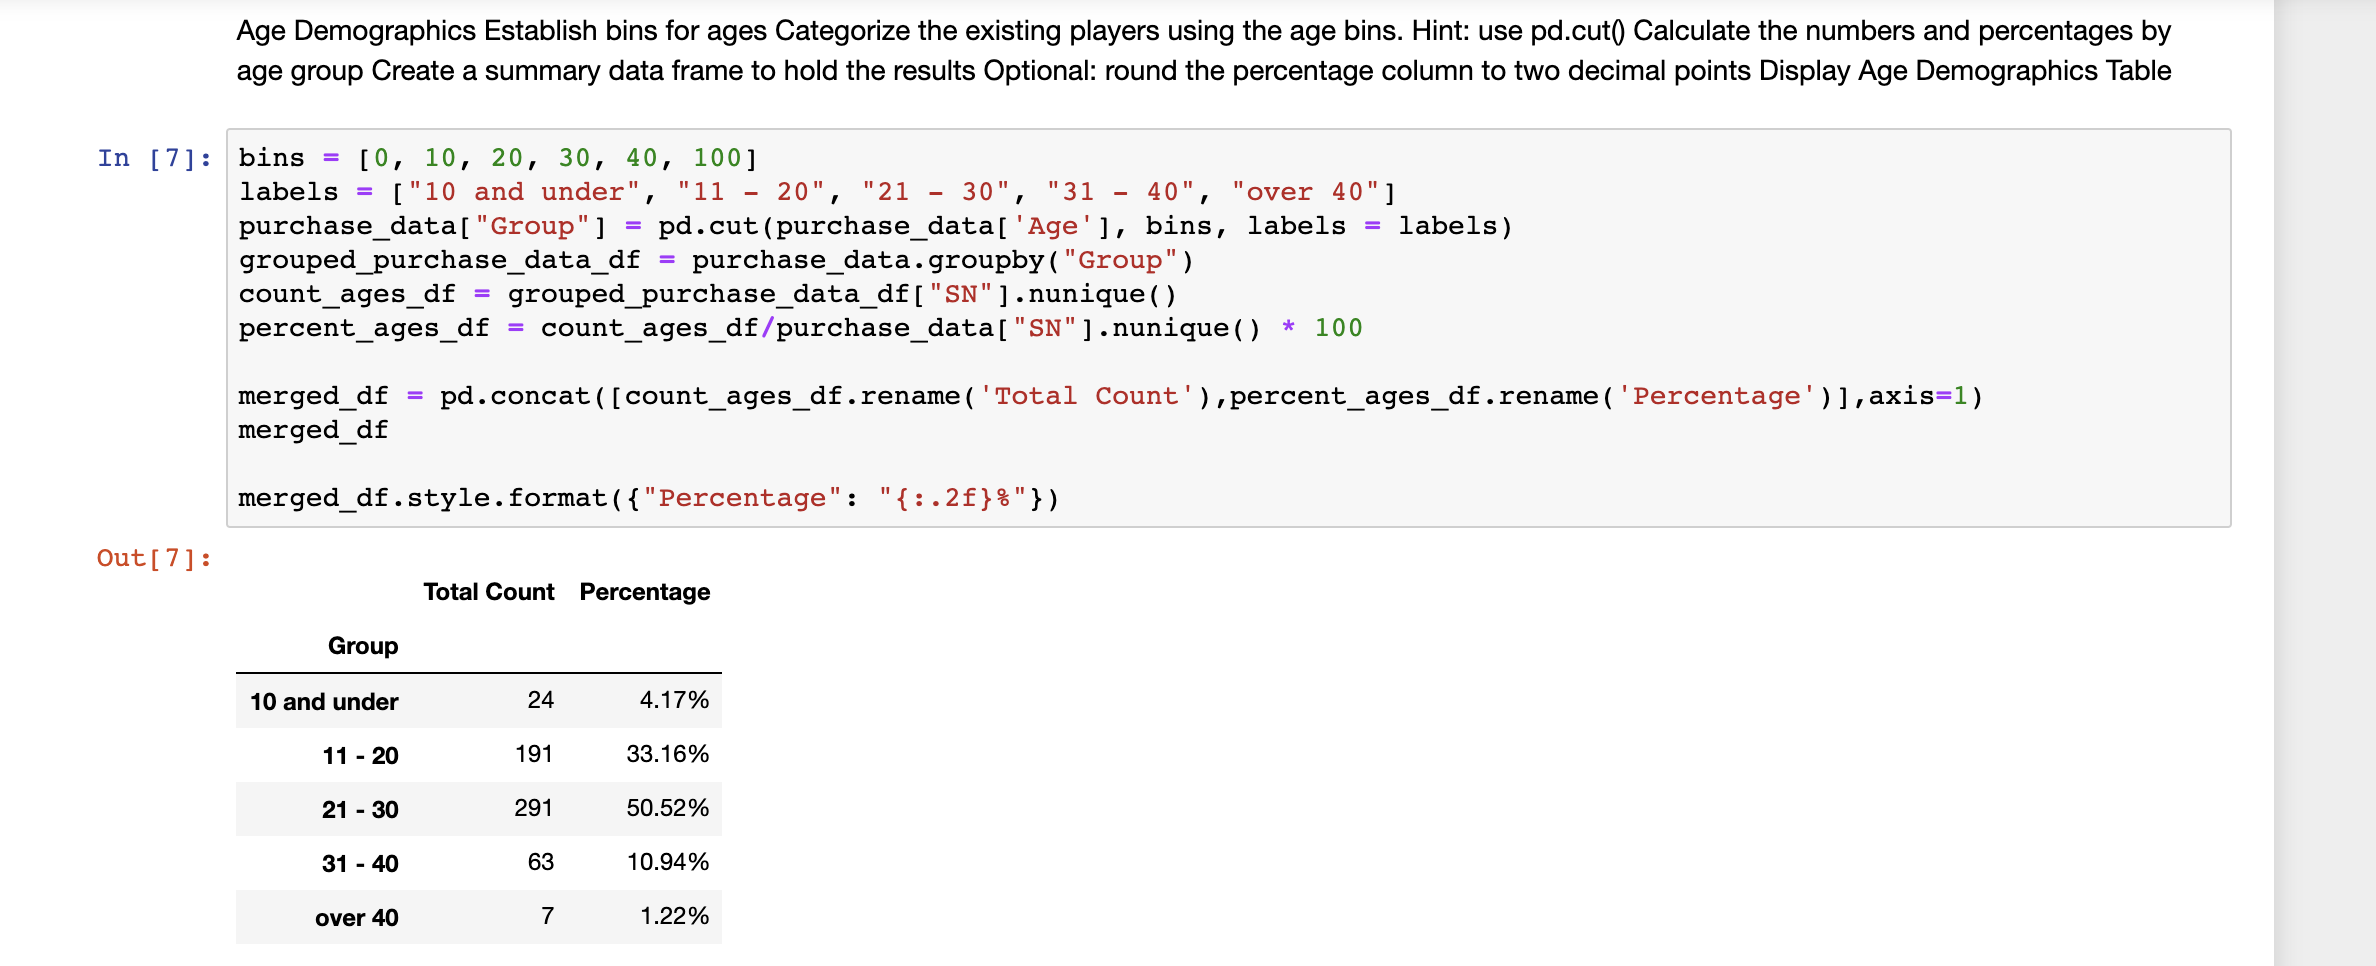 Age Demographics Establish bins for ages Categorize the existing players using the age bins. Hint: use pd.cut() Calculate the numbers and percentages by
age group Create a summary data frame to hold the results Optional: round the percentage column to two decimal points Display Age Demographics Table
In [7]: bins = [0, 10, 20, 30, 40, 100]
labels = ["10 and under", "11 - 20", "21 - 30", "31 - 40", "over 40"]
purchase_data["Group"] = pd.cut(purchase_data['Age'], bins, labels = labels)
grouped_purchase_data_df = purchase_data.groupby("Group")
count_ages_df = grouped_purchase_data_df["SN"].nunique()
percent_ages_df = count_ages_df/purchase_data["SN"].nunique() * 100
merged_df = pd.concat([count_ages_df.rename('Total Count'),percent_ages_df.rename('Percentage')],axis=1)
merged_df
merged_df.style.format({"Percentage": "{:.2f}%"})
Out[7]:
Total Count Percentage
Group
10 and under 24 4.17%
11 - 20 191 33.16%
21 - 30 291 50.52%
31 - 40 63 10.94%
over 40 7 1.22%